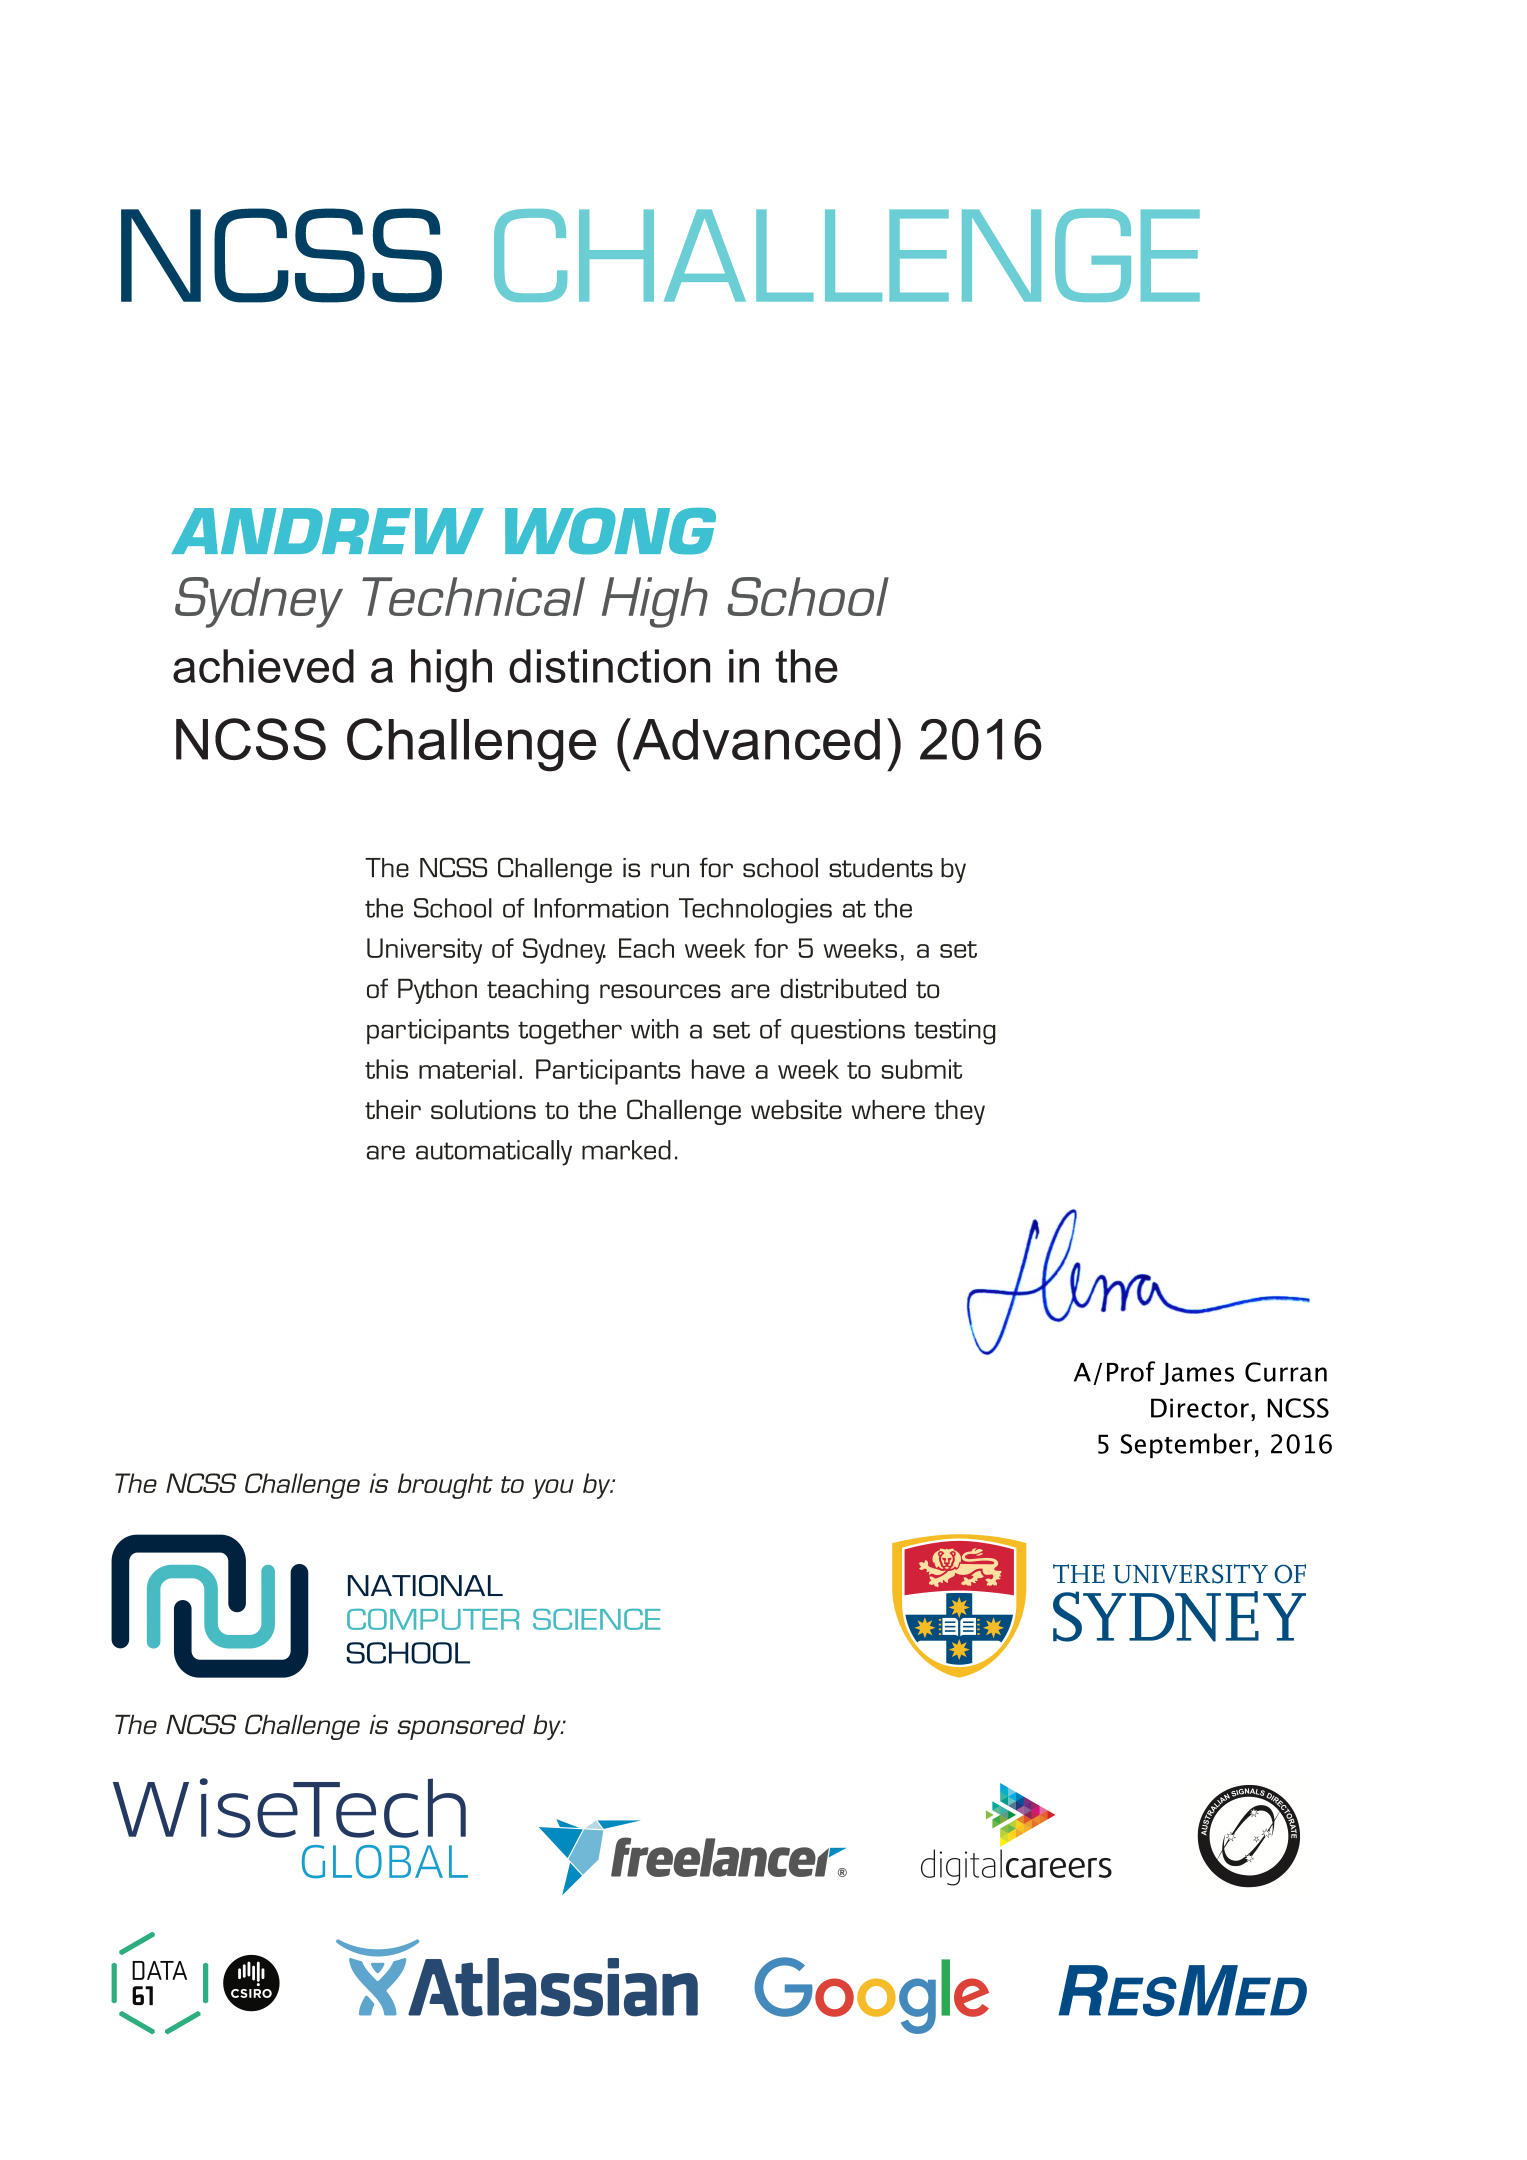 NCSS CHALLENGE
ANDREW WONG
Sydney Technical High School
achieved a high distinction in the
NCSS Challenge (Advanced) 2016
The NCSS Challenge is run for school students by
the School of Information Technologies at the
University of Sydney. Each week for 5 weeks, a set
of Python teaching resources are distributed to
participants together with a set of questions testing
this material. Participants have a week to submit
their solutions to the Challenge website where they
are automatically marked.
A/Prof James Curran
Director, NCSS
5 September, 2016
The NCSS Challenge is brought to you by:
NATIONAL
COMPUTER SCIENCE
SCHOOL
THE UNIVERSITY OF
SYDNEY
The NCSS Challenge is sponsored by:
WiseTech
GLOBAL
freelancer®
digitalcareers
AUSTRALIAN SIGNALS DIRECTORATE
DATA
61
CSIRO
Atlassian
Google
RESMED